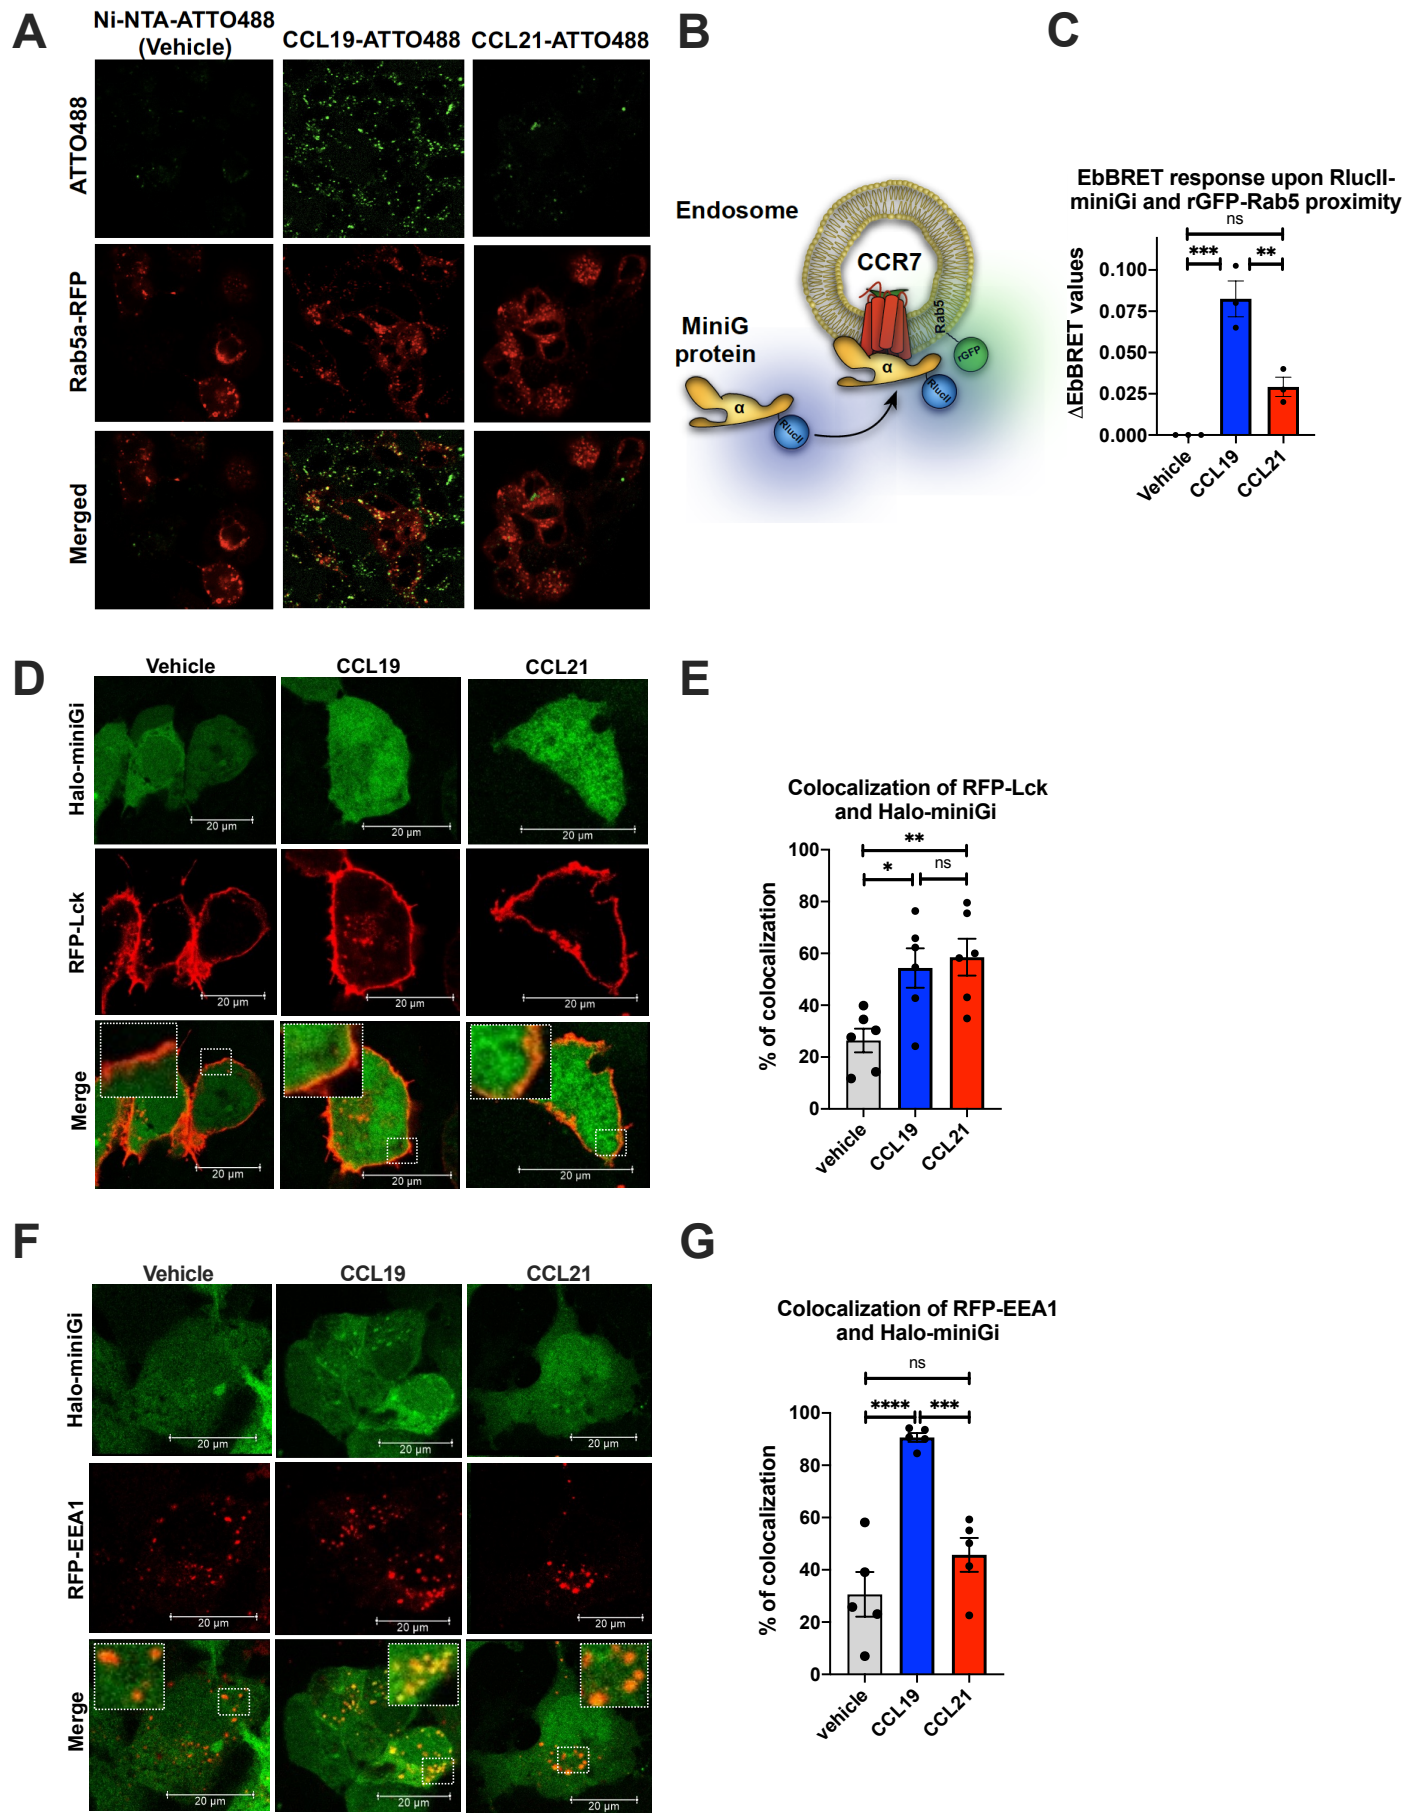 A
Ni-NTA-ATTO488
(Vehicle)
CCL19-ATTO488
CCL21-ATTO488
ATTO488
Rab5a-RFP
Merged
B
Endosome
CCR7
MiniG
protein
Rab5
rGFP
α
RlucII
α
RlucII
C
EbBRET response upon RlucII-
miniGi and rGFP-Rab5 proximity
ns
***
**
ΔEbBRET values
0.100
0.075
0.050
0.025
0.000
Vehicle
CCL19
CCL21
D
Vehicle
CCL19
CCL21
Halo-miniGi
20 µm
20 µm
20 µm
RFP-Lck
20 µm
20 µm
20 µm
Merge
20 µm
20 µm
20 µm
E
Colocalization of RFP-Lck
and Halo-miniGi
**
*
ns
% of colocalization
100
80
60
40
20
0
vehicle
CCL19
CCL21
F
Vehicle
CCL19
CCL21
Halo-miniGi
20 µm
20 µm
20 µm
RFP-EEA1
20 µm
20 µm
20 µm
Merge
20 µm
20 µm
20 µm
G
Colocalization of RFP-EEA1
and Halo-miniGi
ns
****
***
% of colocalization
100
80
60
40
20
0
vehicle
CCL19
CCL21